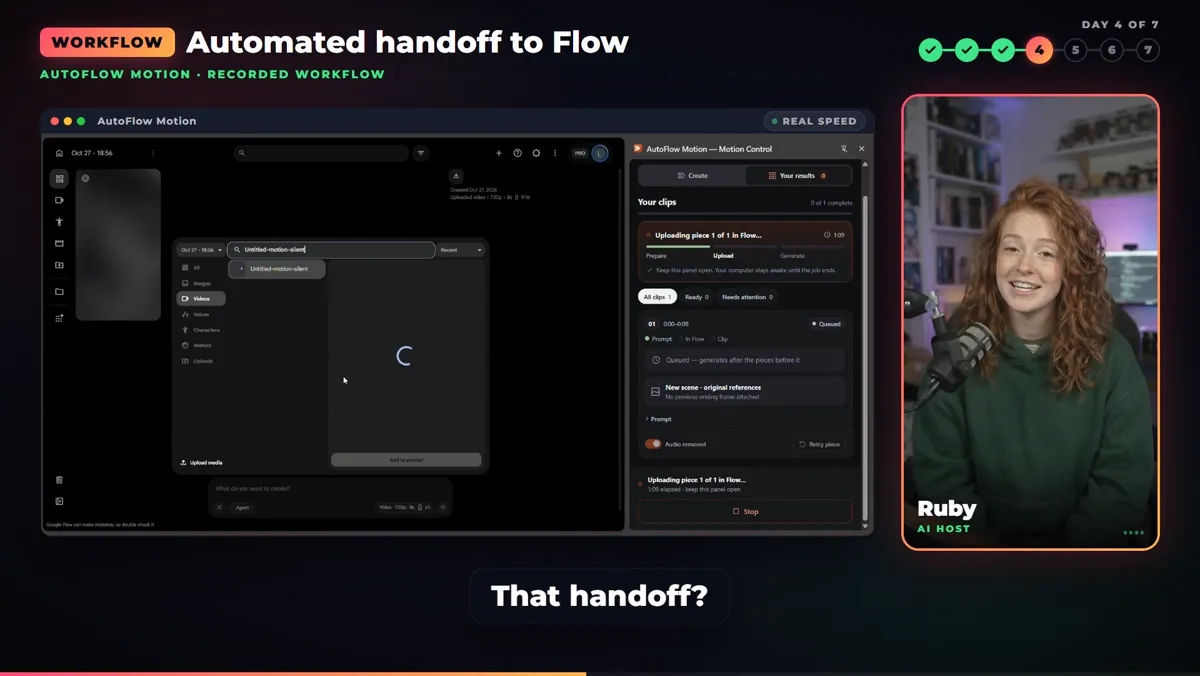 WORKFLOW Automated handoff to Flow
AUTOFLOW MOTION · RECORDED WORKFLOW
DAY 4 OF 7
4 5 6 7
AutoFlow Motion
REAL SPEED
Oct 27 - 18:56
PRO
L
Created Oct 27, 2026
Uploaded video • 720p • 8s 9:16
Oct 27 - 18:56
Untitled-motion-silent
Recent
Untitled-motion-silent
All
Images
Videos
Voices
Characters
Avatars
Uploads
Upload media
Add to prompt
What do you want to create?
Agent
Video · 720p 8s x1
Google Flow can make mistakes, so double check it
AutoFlow Motion — Motion Control
Create
Your results 0
Your clips
0 of 1 complete
Uploading piece 1 of 1 in Flow...
1:09
Prepare Upload Generate
Keep this panel open. Your computer stays awake until the job ends.
All clips 1 Ready 0 Needs attention 0
01 0:00–0:08
Queued
Prompt In Flow Clip
Queued — generates after the pieces before it
New scene · original references
No previous ending frame attached
Prompt
Audio removed
Retry piece
Uploading piece 1 of 1 in Flow...
1:09 elapsed · keep this panel open
Stop
Ruby
AI HOST
That handoff?